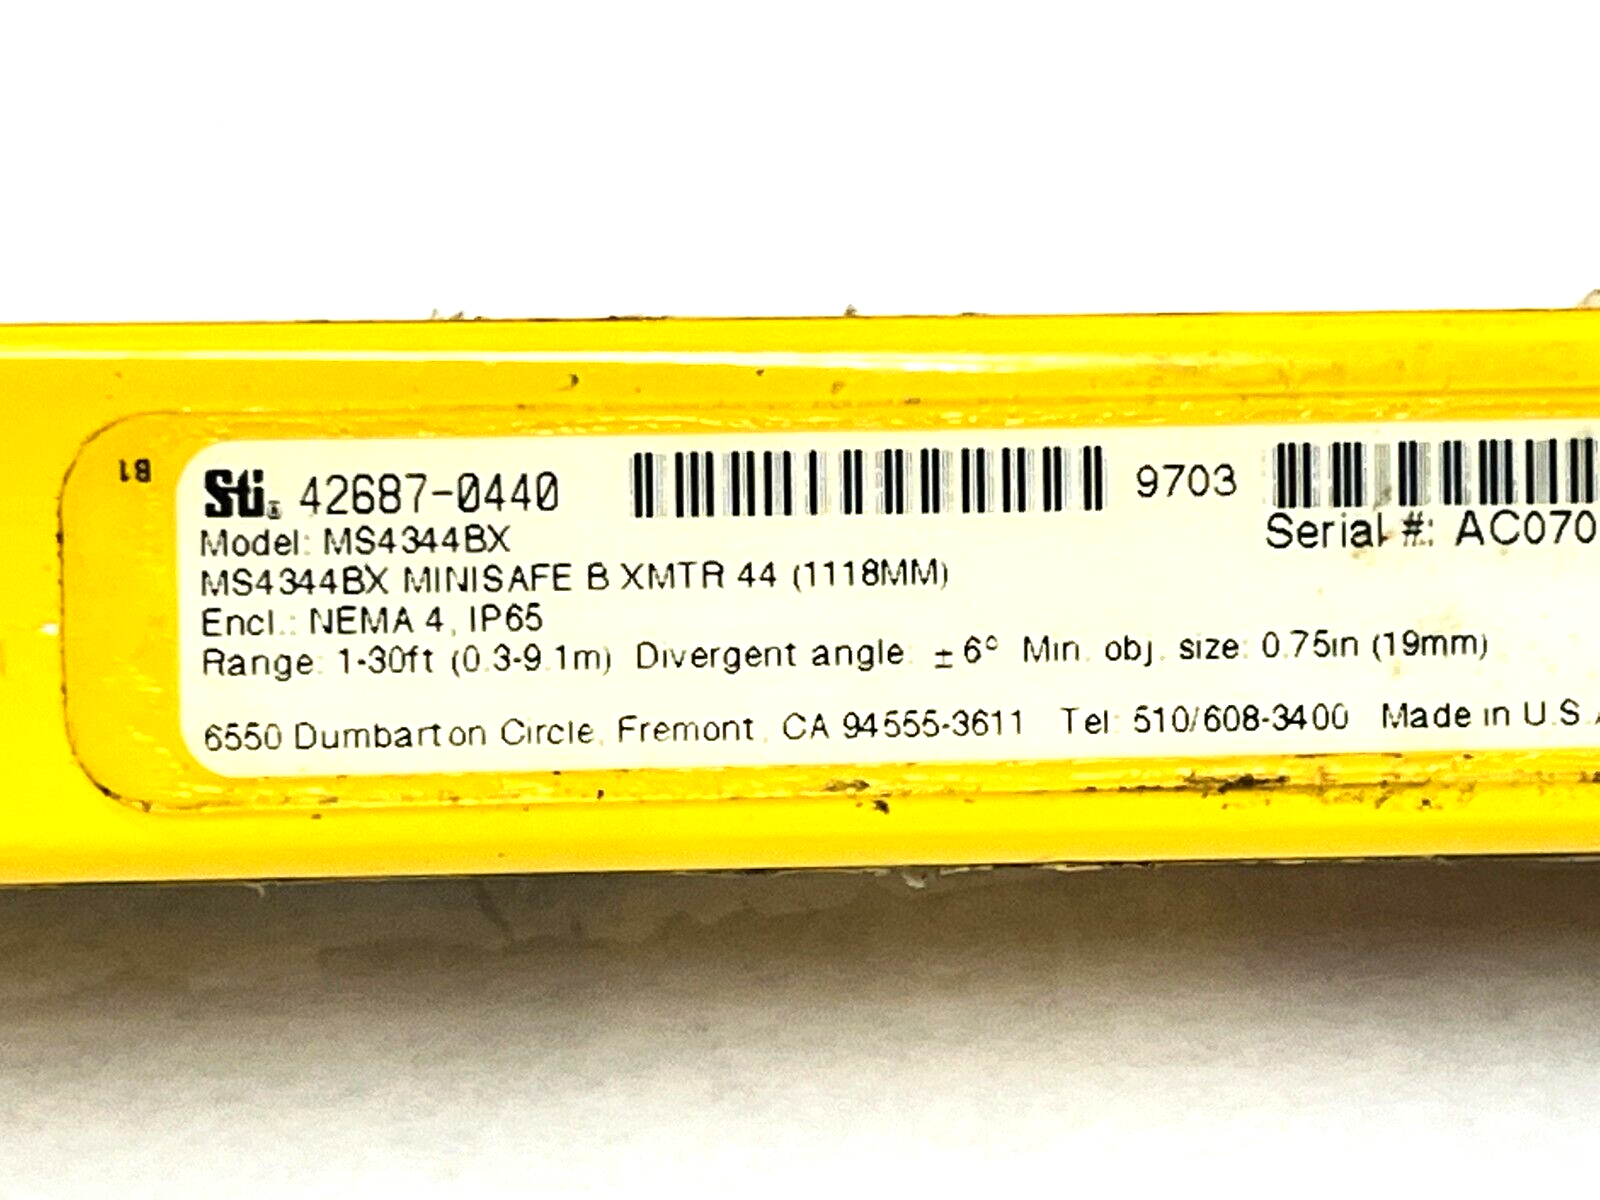 B1
Sti® 42687-0440 9703
Serial #: AC070
Model: MS4344BX
MS4344BX MINISAFE B XMTR 44 (1118MM)
Encl.: NEMA 4, IP65
Range: 1-30ft (0.3-9.1m) Divergent angle: ±6° Min. obj. size: 0.75in (19mm)
6550 Dumbarton Circle, Fremont, CA 94555-3611 Tel: 510/608-3400 Made in U.S.A